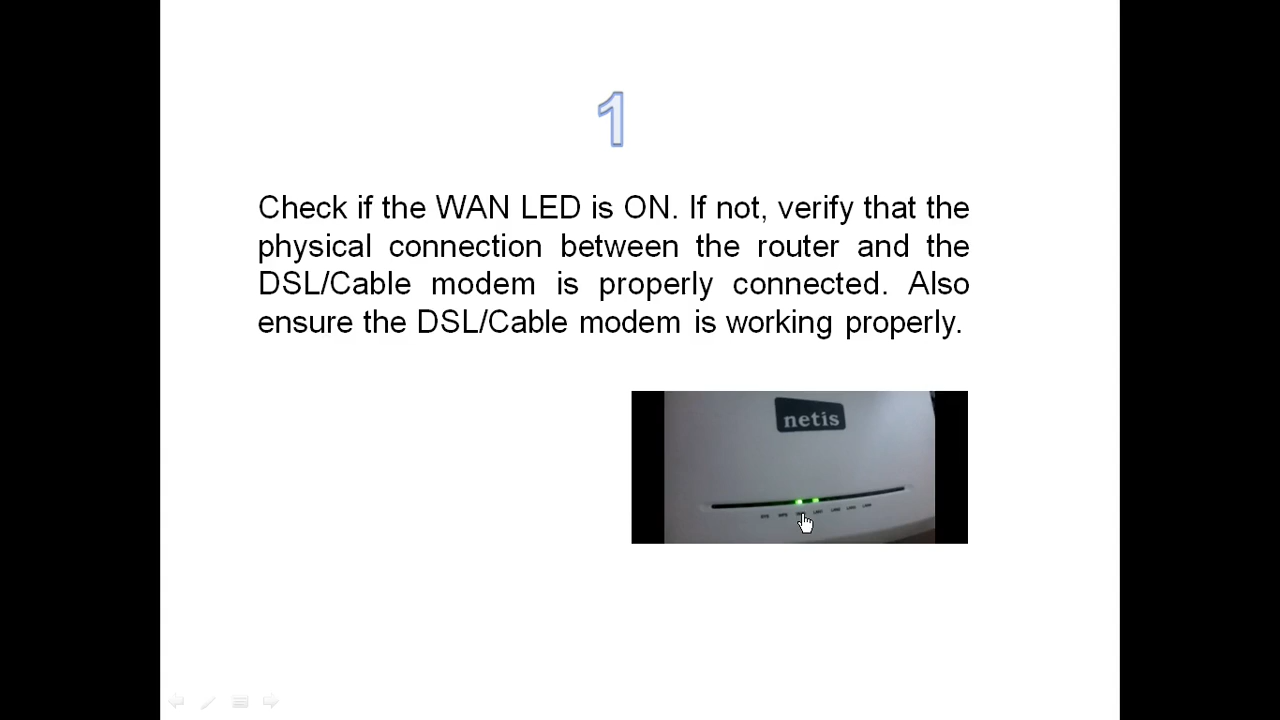 1
Check if the WAN LED is ON. If not, verify that the
physical connection between the router and the
DSL/Cable modem is properly connected. Also
ensure the DSL/Cable modem is working properly.
netis